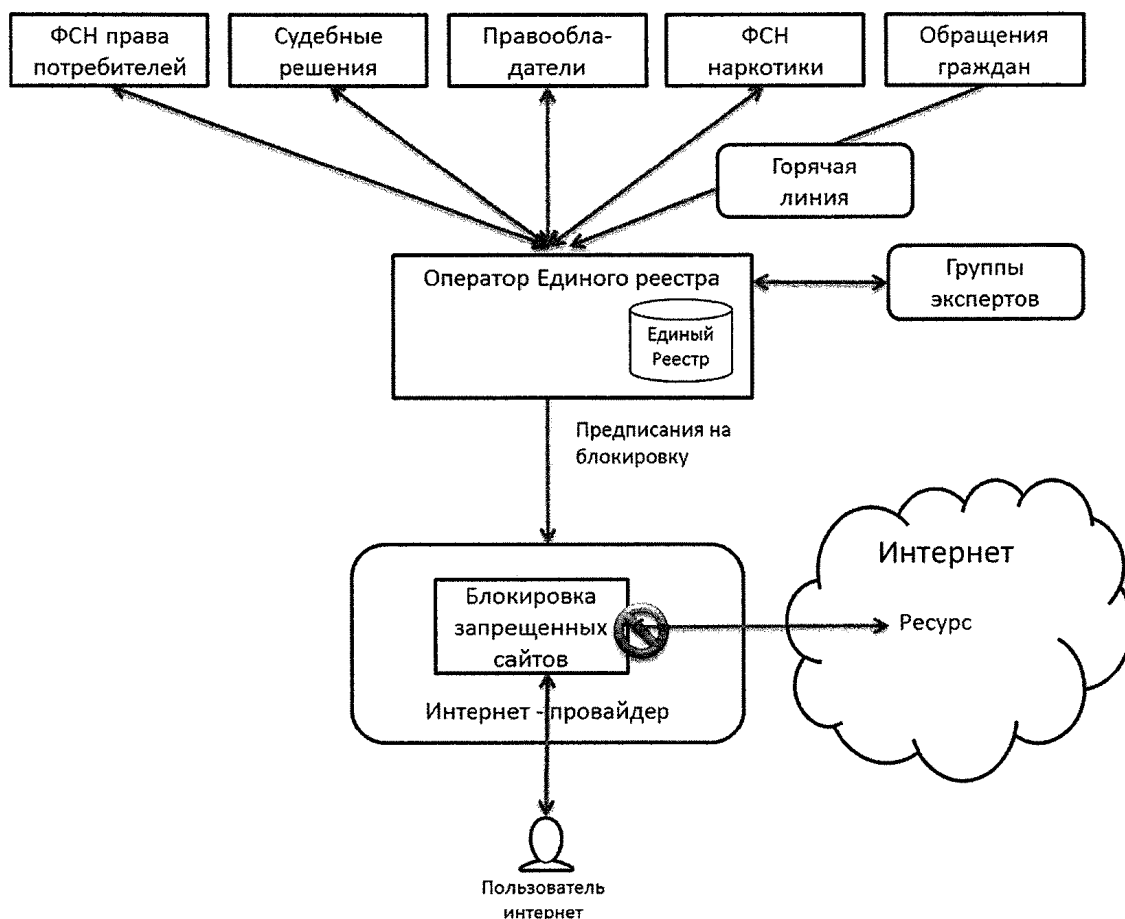 ФСН права
потребителей
Судебные
решения
Правообла-
датели
ФСН
наркотики
Обращения
граждан
Горячая
линия
Оператор Единого реестра
Единый
Реестр
Группы
экспертов
Предписания на
блокировку
Интернет
Блокировка
запрещенных
сайтов
Ресурс
Интернет - провайдер
Пользователь
интернет